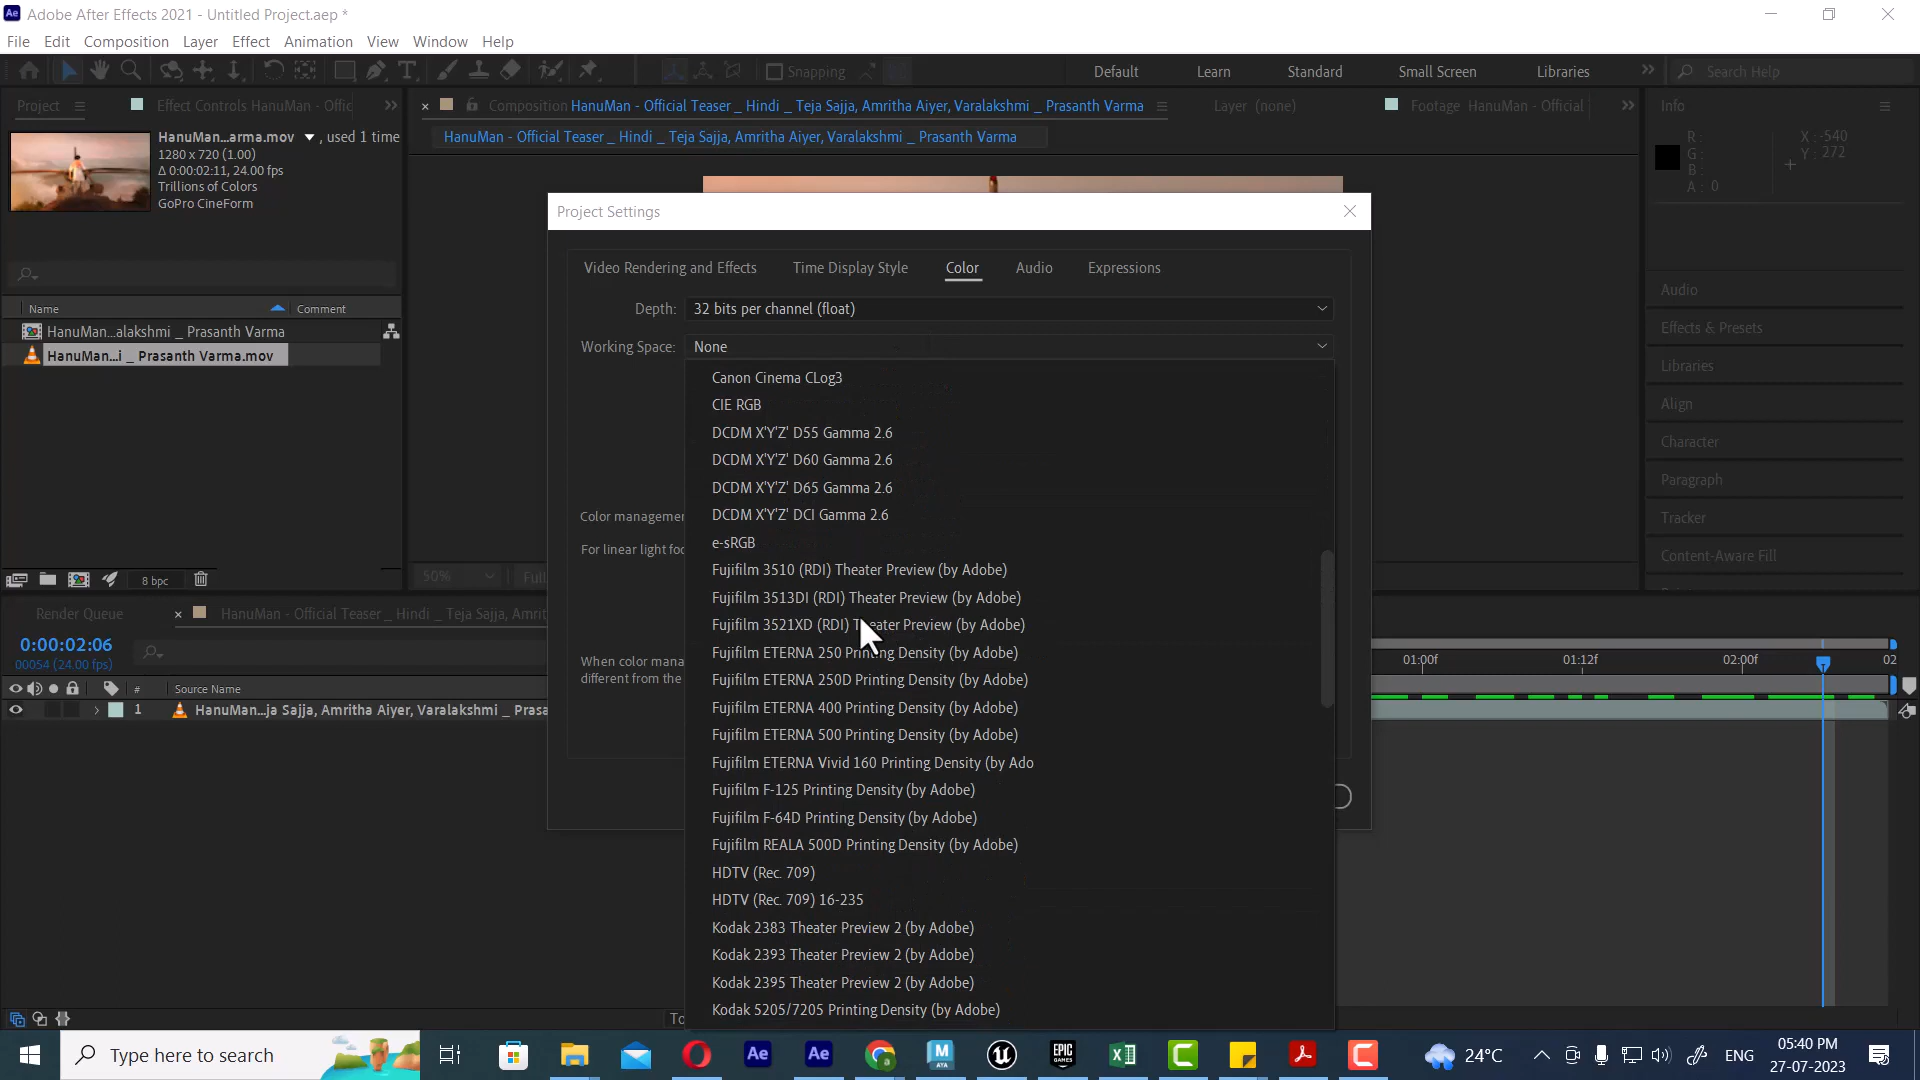 Adobe After Effects 2021 - Untitled Project.aep *
File Edit Composition Layer Effect Animation View Window Help
Snapping Default Learn Standard Small Screen Libraries Search Help
Project Effect Controls HanuMan - Offic
Composition HanuMan - Official Teaser _ Hindi _ Teja Sajja, Amritha Aiyer, Varalakshmi _ Prasanth Varma Layer (none) Footage HanuMan - Official Info
HanuMan...arma.mov , used 1 time
1280 x 720 (1.00)
Δ 0:00:02:11, 24.00 fps
Trillions of Colors
GoPro CineForm
HanuMan - Official Teaser _ Hindi _ Teja Sajja, Amritha Aiyer, Varalakshmi _ Prasanth Varma
R : X : -540
G : Y : 272
B :
A : 0
Name Comment
HanuMan...alakshmi _ Prasanth Varma
HanuMan...i _ Prasanth Varma.mov
8 bpc
Project Settings
Video Rendering and Effects Time Display Style Color Audio Expressions
Depth: 32 bits per channel (float)
Working Space: None
Canon Cinema CLog3
CIE RGB
DCDM X'Y'Z' D55 Gamma 2.6
DCDM X'Y'Z' D60 Gamma 2.6
DCDM X'Y'Z' D65 Gamma 2.6
DCDM X'Y'Z' DCI Gamma 2.6
e-sRGB
Fujifilm 3510 (RDI) Theater Preview (by Adobe)
Fujifilm 3513DI (RDI) Theater Preview (by Adobe)
Fujifilm 3521XD (RDI) Theater Preview (by Adobe)
Fujifilm ETERNA 250 Printing Density (by Adobe)
Fujifilm ETERNA 250D Printing Density (by Adobe)
Fujifilm ETERNA 400 Printing Density (by Adobe)
Fujifilm ETERNA 500 Printing Density (by Adobe)
Fujifilm ETERNA Vivid 160 Printing Density (by Ado
Fujifilm F-125 Printing Density (by Adobe)
Fujifilm F-64D Printing Density (by Adobe)
Fujifilm REALA 500D Printing Density (by Adobe)
HDTV (Rec. 709)
HDTV (Rec. 709) 16-235
Kodak 2383 Theater Preview 2 (by Adobe)
Kodak 2393 Theater Preview 2 (by Adobe)
Kodak 2395 Theater Preview 2 (by Adobe)
Kodak 5205/7205 Printing Density (by Adobe)
Color managemen
For linear light foc
When color mana
different from the
Audio
Effects & Presets
Libraries
Align
Character
Paragraph
Tracker
Content-Aware Fill
50% Full
Render Queue HanuMan - Official Teaser _ Hindi _ Teja Sajja, Amrit
0:00:02:06
00054 (24.00 fps)
# Source Name
1 HanuMan...ja Sajja, Amritha Aiyer, Varalakshmi _ Prasa
01:00f 01:12f 02:00f 02
To
Type here to search 24°C ENG 05:40 PM
27-07-2023